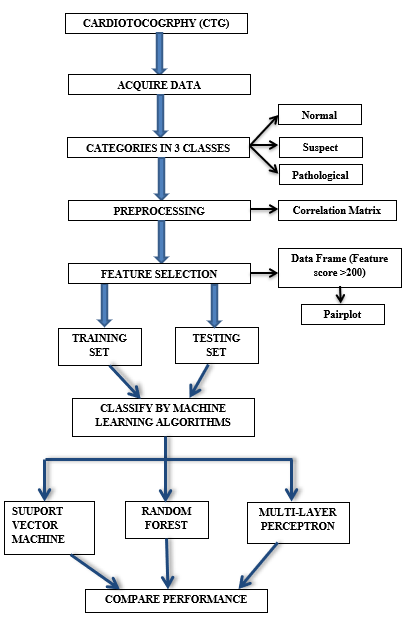 CARDIOTOCOGRPHY (CTG)
ACQUIRE DATA
CATEGORIES IN 3 CLASSES
Normal
Suspect
Pathological
PREPROCESSING
Correlation Matrix
FEATURE SELECTION
Data Frame (Feature
score >200)
Pairplot
TRAINING
SET
TESTING
SET
CLASSIFY BY MACHINE
LEARNING ALGORITHMS
SUUPORT
VECTOR
MACHINE
RANDOM
FOREST
MULTI-LAYER
PERCEPTRON
COMPARE PERFORMANCE